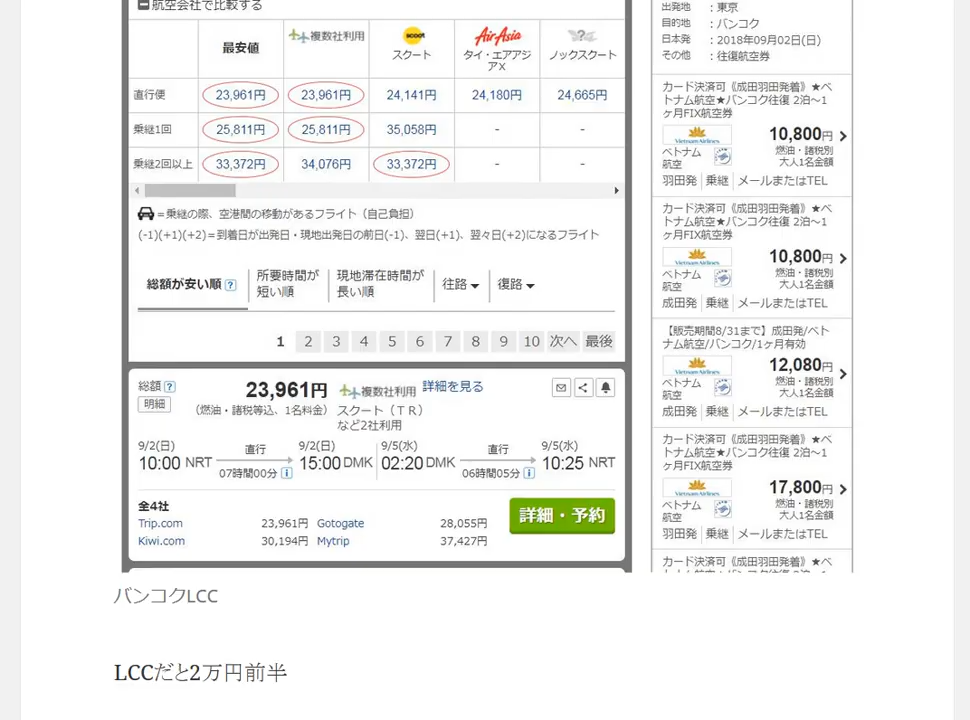 航空会社で比較する
最安値
複数社利用
scoot
スクート
AirAsia
タイ・エアアジ
アX
ノックスクート
直行便 23,961円 23,961円 24,141円 24,180円 24,665円
乗継1回 25,811円 25,811円 35,058円 - -
乗継2回以上 33,372円 34,076円 33,372円 - -
=乗継の際、空港間の移動があるフライト（自己負担）
(-1)(+1)(+2)=到着日が出発日・現地出発日の前日(-1)、翌日(+1)、翌々日(+2)になるフライト
総額が安い順 ?
所要時間が
短い順
現地滞在時間が
長い順
往路
復路
1 2 3 4 5 6 7 8 9 10 次へ 最後
総額 ?
明細
23,961円
（燃油・諸税等込、1名料金）
複数社利用 詳細を見る
スクート（ＴＲ）
など2社利用
9/2(日) 直行 9/2(日) 9/5(水) 直行 9/5(水)
10:00 NRT 15:00 DMK 02:20 DMK 10:25 NRT
07時間00分 i 06時間05分 i
全4社
Trip.com 23,961円 Gotogate 28,055円
Kiwi.com 30,194円 Mytrip 37,427円
詳細・予約
出発地 ：東京
目的地 ：バンコク
日本発 ：2018年09月02日(日)
その他 ：往復航空券
カード決済可《成田羽田発着》★ベ
トナム航空★バンコク往復 2泊～1
ヶ月FIX航空券
Vietnam Airlines
10,800円
ベトナム
航空
燃油・諸税別
大人1名金額
羽田発 乗継 メールまたはTEL
カード決済可《成田羽田発着》★ベ
トナム航空★バンコク往復 2泊～1
ヶ月FIX航空券
Vietnam Airlines
10,800円
ベトナム
航空
燃油・諸税別
大人1名金額
成田発 乗継 メールまたはTEL
【販売期間8/31まで】成田発/ベト
ナム航空/バンコク/1ヶ月有効
Vietnam Airlines
12,080円
ベトナム
航空
燃油・諸税別
大人1名金額
成田発 乗継 メールまたはTEL
カード決済可《成田羽田発着》★ベ
トナム航空★バンコク往復 2泊～1
ヶ月FIX航空券
Vietnam Airlines
17,800円
ベトナム
航空
燃油・諸税別
大人1名金額
羽田発 乗継 メールまたはTEL
カード決済可《成田羽田発着》★ベ
バンコクLCC
LCCだと2万円前半